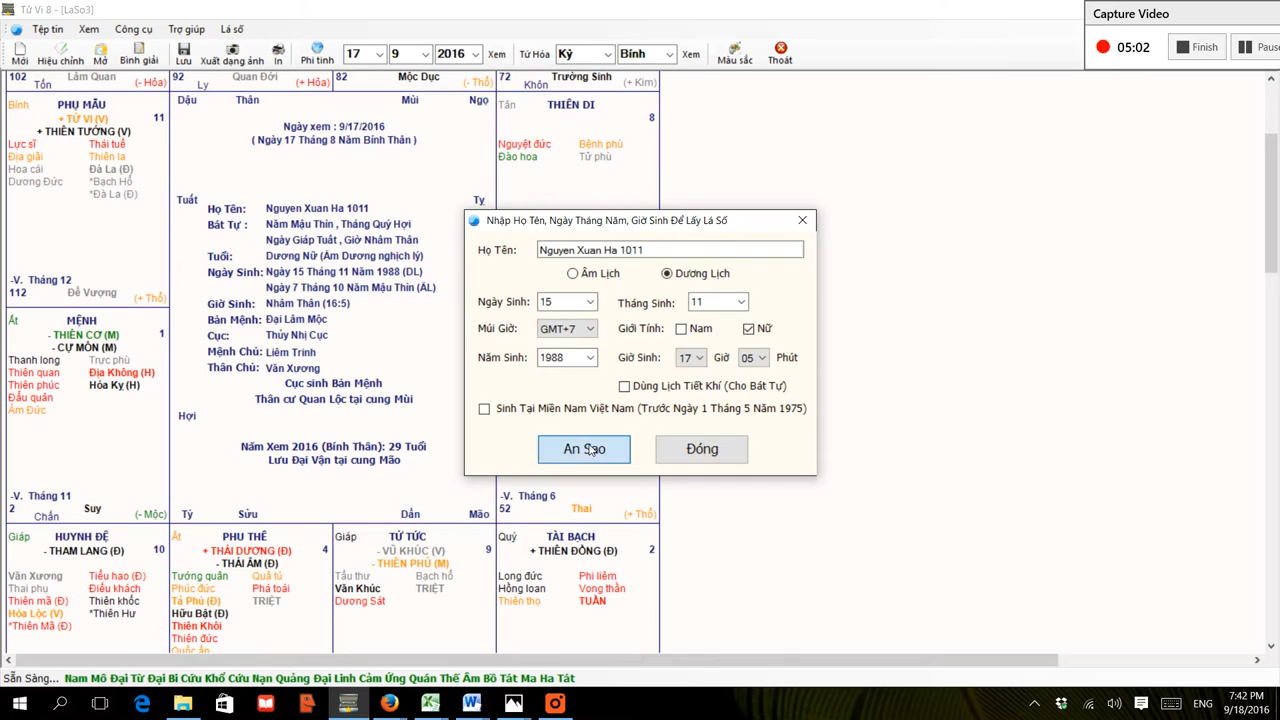 Tử Vi 8 - [LaSo3]
Capture Video
Tệp tin Xem Công cụ Trợ giúp Lá số
05:02 Finish Pause
17 9 2016 Xem Tứ Hóa Kỷ Bính Xem
Mới Hiệu chỉnh Mở Bình giải Lưu Xuất dạng ảnh In Phi tinh Màu sắc Thoát
102 Lâm Quan (- Hỏa) 92 Quan Đới 82 Mộc Dục (- Thổ) 72 Trường Sinh (+ Kim)
Tốn Ly (+ Hỏa) Khôn
Bính PHỤ MẪU 11
+ TỬ VI (V)
+ THIÊN TƯỚNG (V)
Lực sĩ Thái tuế
Địa giải Thiên la
Hoa cái Đà La (Đ)
Dương Đức *Bạch Hổ
*Đà La (Đ)
-V. Tháng 12
112 Đế Vượng (+ Thổ)
Dậu Thân Mùi Ngọ
Ngày xem : 9/17/2016
( Ngày 17 Tháng 8 Năm Bính Thân )
Tuất Tỵ
Họ Tên: Nguyen Xuan Ha 1011
Bát Tự : Năm Mậu Thìn , Tháng Quý Hợi
Ngày Giáp Tuất , Giờ Nhâm Thân
Tuổi: Dương Nữ (Âm Dương nghịch lý)
Ngày Sinh: Ngày 15 Tháng 11 Năm 1988 (DL)
Ngày 7 Tháng 10 Năm Mậu Thìn (ÂL)
Giờ Sinh: Nhâm Thân (16:5)
Bản Mệnh: Đại Lâm Mộc
Cục: Thủy Nhị Cục
Mệnh Chủ: Liêm Trinh
Thân Chủ: Văn Xương
Cục sinh Bản Mệnh
Thân cư Quan Lộc tại cung Mùi
Hợi
Năm Xem 2016 (Bính Thân): 29 Tuổi
Lưu Đại Vận tại cung Mão
Tý Sửu Dần Mão
Tân THIÊN DI 8
Nguyệt đức Bệnh phù
Đào hoa Tử phù
Nhập Họ Tên, Ngày Tháng Năm, Giờ Sinh Để Lấy Lá Số
Họ Tên: Nguyen Xuan Ha 1011
Âm Lịch Dương Lịch
Ngày Sinh: 15 Tháng Sinh: 11
Múi Giờ: GMT+7 Giới Tính: Nam Nữ
Năm Sinh: 1988 Giờ Sinh: 17 Giờ 05 Phút
Dùng Lịch Tiết Khí (Cho Bát Tự)
Sinh Tại Miền Nam Việt Nam (Trước Ngày 1 Tháng 5 Năm 1975)
An Sao Đóng
Ất MỆNH 1
- THIÊN CƠ (M)
- CỰ MÔN (M)
Thanh long Trực phù
Thiên quan Địa Không (H)
Thiên phúc Hóa Kỵ (H)
Đẩu quân
Âm Đức
-V. Tháng 11
2 Suy (- Mộc)
Chấn
-V. Tháng 6
52 Thai (+ Thổ)
Giáp HUYNH ĐỆ 10
- THAM LANG (Đ)
Văn Xương Tiểu hao (Đ)
Thai phụ Điếu khách
Thiên mã (Đ) Thiên khốc
Hóa Lộc (V) *Thiên Hư
*Thiên Mã (Đ)
Ất PHU THÊ 4
+ THÁI DƯƠNG (Đ)
- THÁI ÂM (Đ)
Tướng quân Quả tú
Phúc đức Phá toái
Tả Phù (Đ) TRIỆT
Hữu Bật (Đ)
Thiên Khôi
Thiên đức
Quốc ấn
Giáp TỬ TỨC 9
- VŨ KHÚC (V)
- THIÊN PHỦ (M)
Tấu thư Bạch hổ
Văn Khúc TRIỆT
Dương Sát
Quý TÀI BẠCH 2
+ THIÊN ĐỒNG (Đ)
Long đức Phi liêm
Hồng loan Vong thần
Thiên thọ TUẦN
Sẵn Sàng... Nam Mô Đại Từ Đại Bi Cứu Khổ Cứu Nạn Quảng Đại Linh Cảm Ứng Quán Thế Âm Bồ Tát Ma Ha Tát
7:42 PM
9/18/2016